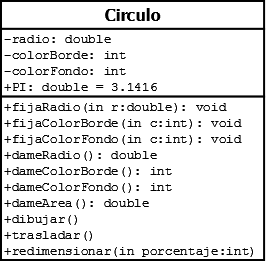 Circulo
-radio: double
-colorBorde: int
-colorFondo: int
+PI: double = 3.1416
+fijaRadio(in r:double): void
+fijaColorBorde(in c:int): void
+fijaColorFondo(in c:int): void
+dameRadio(): double
+dameColorBorde(): int
+dameColorFondo(): int
+dameArea(): double
+dibujar()
+trasladar()
+redimensionar(in porcentaje:int)